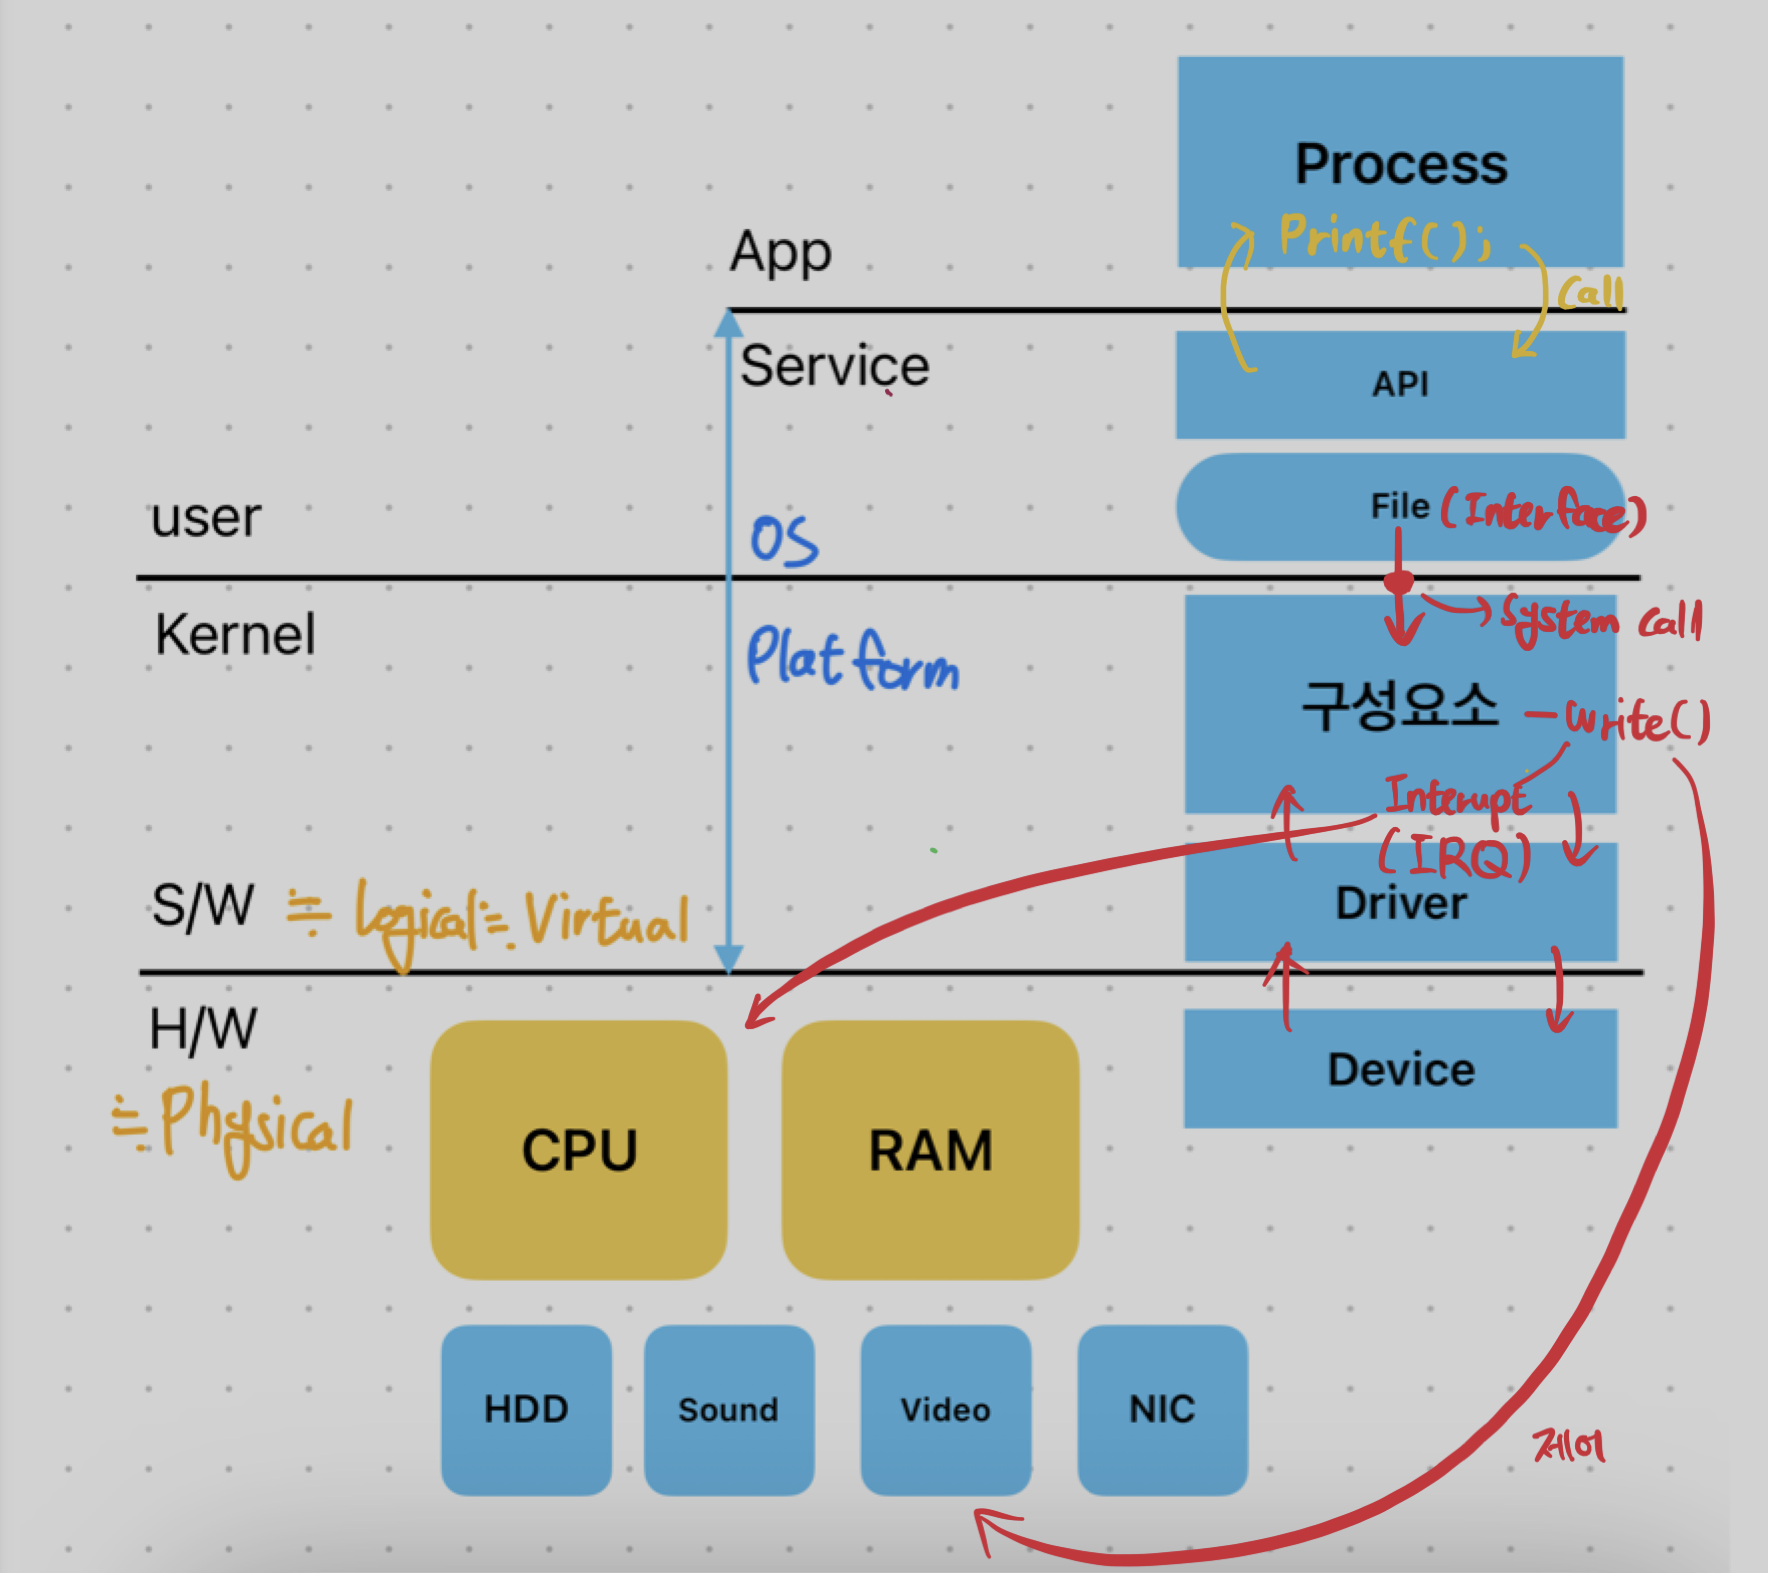 Process
Printf();
App
Call
Service
API
user
File (Interface)
OS
Kernel
System Call
Platform
구성요소 - write()
Interupt
(IRQ)
S/W ≒ Logical ≒ Virtual
Driver
H/W
≒ Physical
Device
CPU
RAM
HDD
Sound
Video
NIC
제어